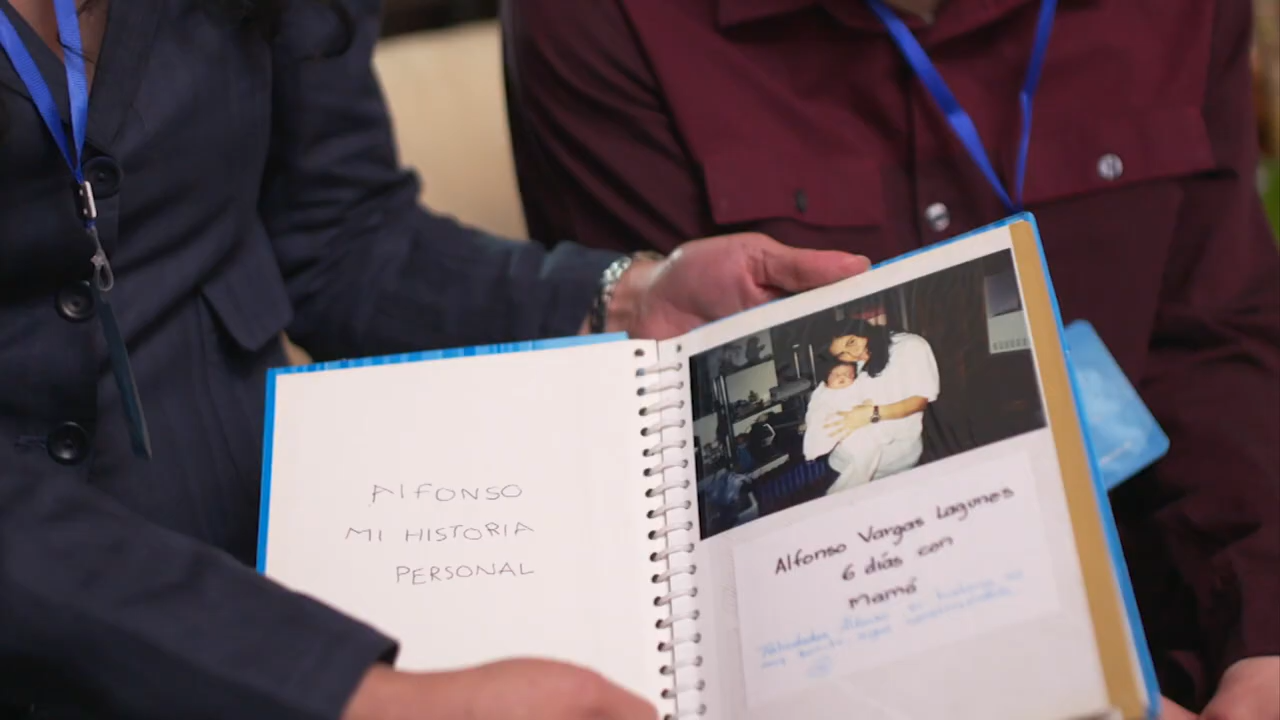 ALFONSO
MI HISTORIA
PERSONAL
Alfonso Vargas Lagunes
6 días con
Mamá